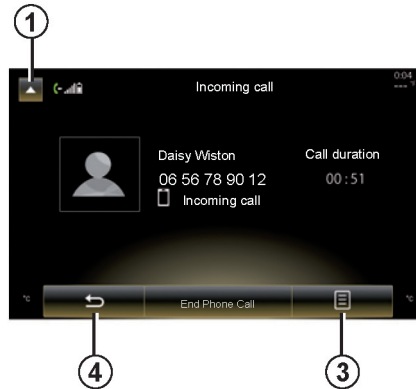 1
Incoming call
0:04
---°
Daisy Wiston
Call duration
06 56 78 90 12
00:51
Incoming call
°C
End Phone Call
°C
4
3